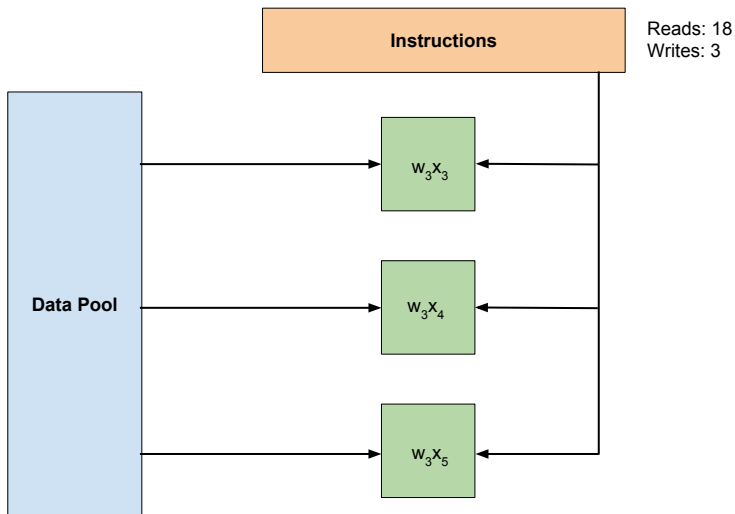 Instructions
Reads: 18
Writes: 3
w₃x₃
Data Pool
w₃x₄
w₃x₅